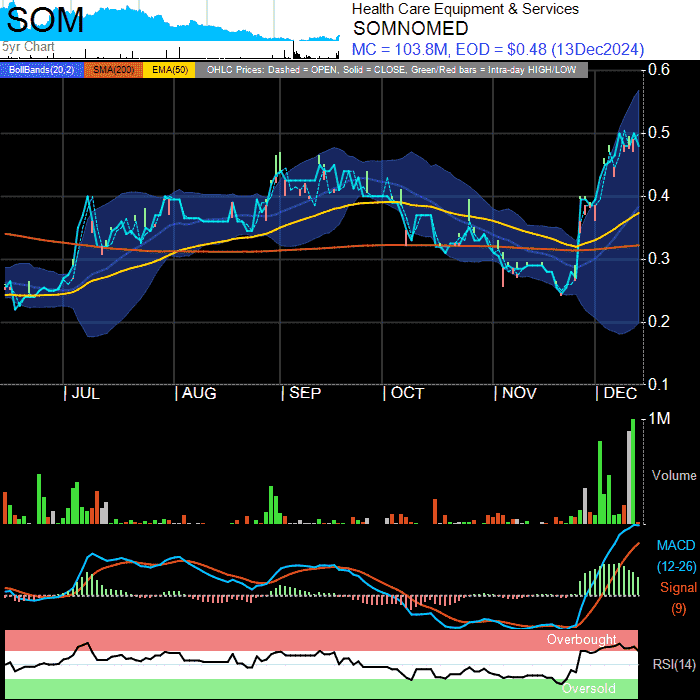 SOM
Health Care Equipment & Services
SOMNOMED
5yr Chart
MC = 103.8M, EOD = $0.48 (13Dec2024)
BollBands(20,2) SMA(200) EMA(50) OHLC Prices: Dashed = OPEN, Solid = CLOSE, Green/Red bars = Intra-day HIGH/LOW
0.6
0.5
0.4
0.3
0.2
0.1
| JUL | AUG | SEP | OCT | NOV | DEC
1M
Volume
MACD
(12-26)
Signal
(9)
Overbought
RSI(14)
Oversold